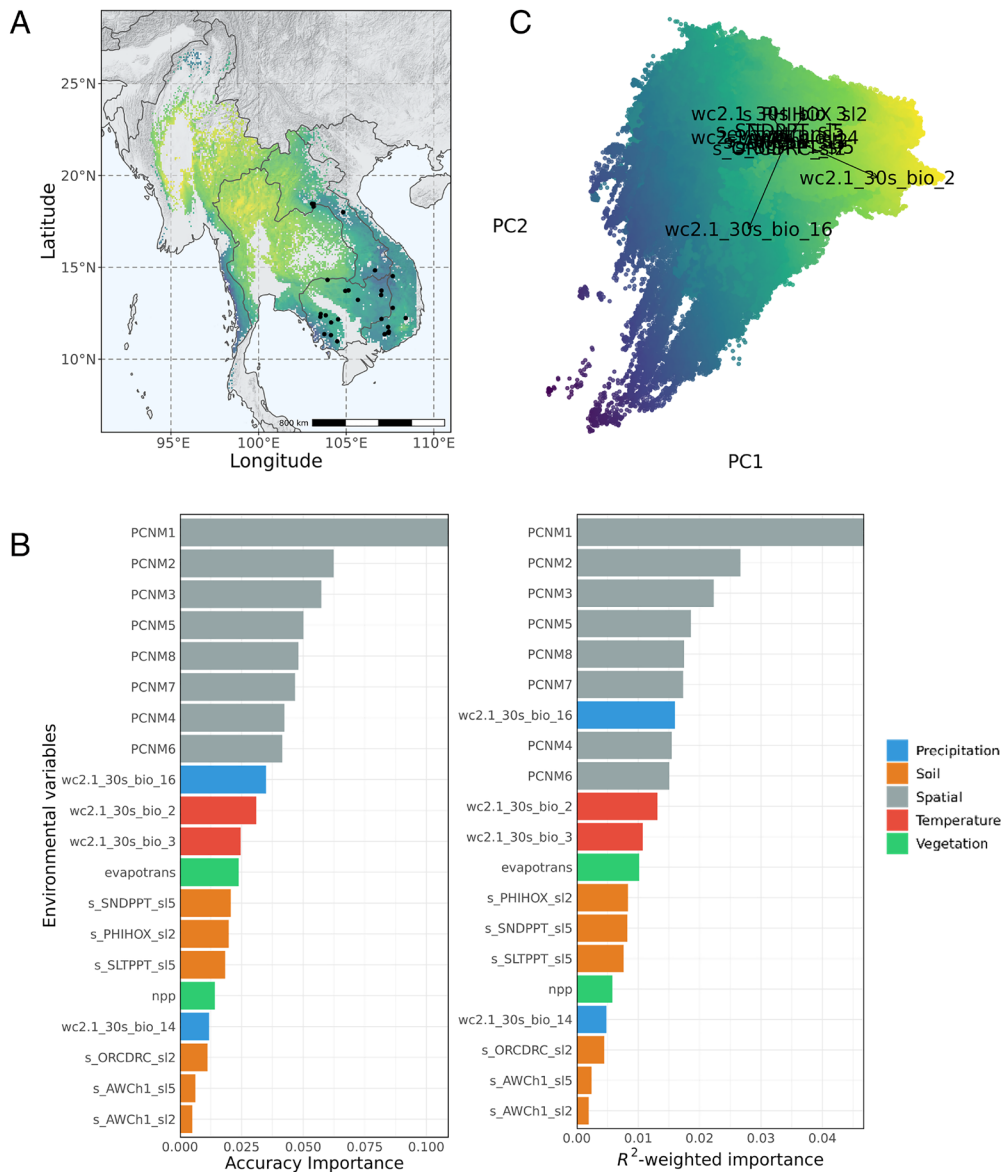 A
C
25°N
20°N
15°N
10°N
Latitude
800 km
95°E
100°E
105°E
110°E
Longitude
s_PHIHOX_sl2
wc2.1_30s_bio_2
wc2.1_30s_bio_16
PC2
PC1
B
Environmental variables
PCNM1
PCNM2
PCNM3
PCNM5
PCNM8
PCNM7
PCNM4
PCNM6
wc2.1_30s_bio_16
wc2.1_30s_bio_2
wc2.1_30s_bio_3
evapotrans
s_SNDPPT_sl5
s_PHIHOX_sl2
s_SLTPPT_sl5
npp
wc2.1_30s_bio_14
s_ORCDRC_sl2
s_AWCh1_sl5
s_AWCh1_sl2
0.000
0.025
0.050
0.075
0.100
Accuracy Importance
PCNM1
PCNM2
PCNM3
PCNM5
PCNM8
PCNM7
wc2.1_30s_bio_16
PCNM4
PCNM6
wc2.1_30s_bio_2
wc2.1_30s_bio_3
evapotrans
s_PHIHOX_sl2
s_SNDPPT_sl5
s_SLTPPT_sl5
npp
wc2.1_30s_bio_14
s_ORCDRC_sl2
s_AWCh1_sl5
s_AWCh1_sl2
0.00
0.01
0.02
0.03
0.04
R²-weighted importance
Precipitation
Soil
Spatial
Temperature
Vegetation